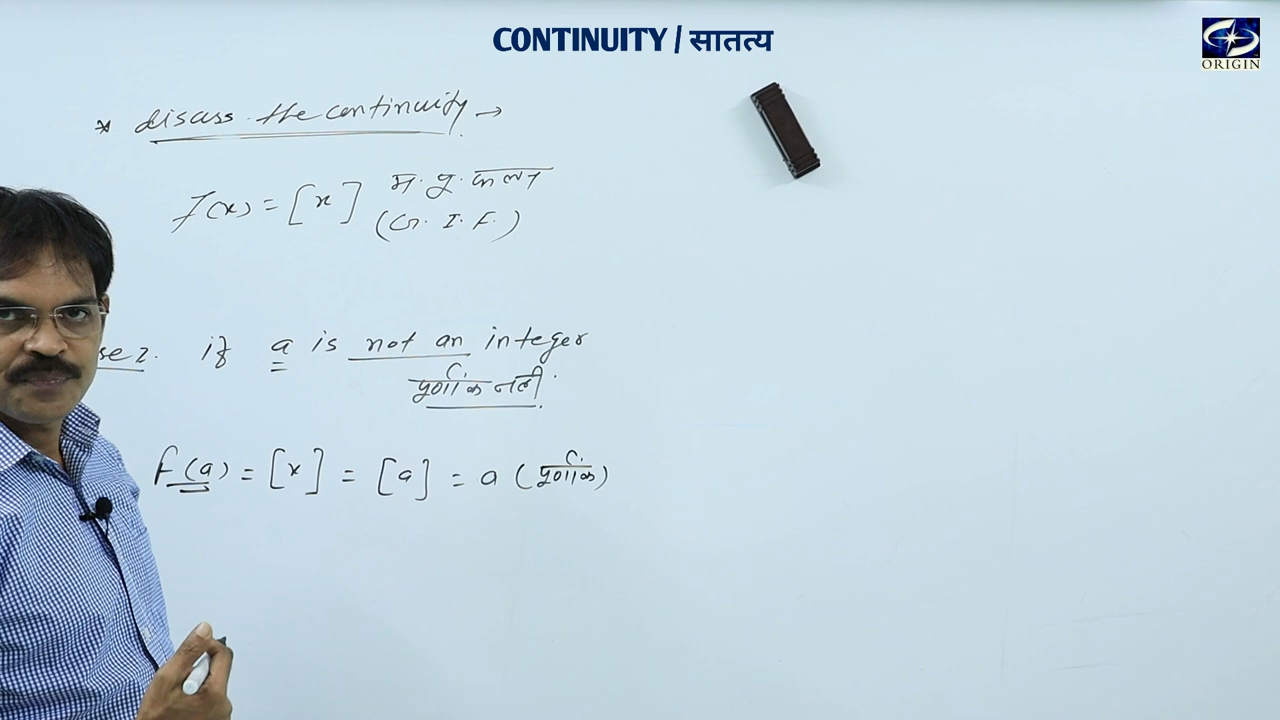 CONTINUITY / सातत्य
ORIGIN
* discuss the continuity →
f(x) = [x] म. पु. फलन
(G. I. F.)
se 2. if a is not an integer
पूर्णांक नहीं.
f(a) = [x] = [a] = a (पूर्णांक)